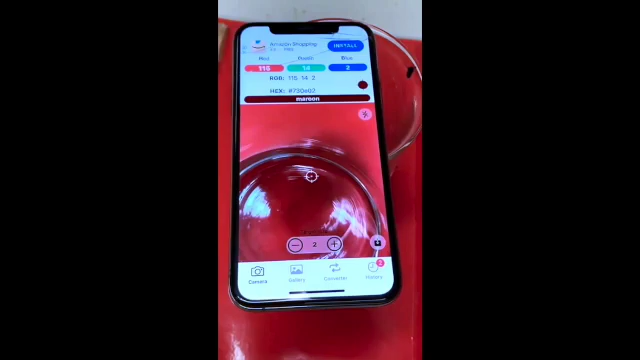 Amazon Shopping
INSTALL
Red
Blue
115
14
2
RGB: 115 14 2
HEX: #730e02
maroon
2
Camera
Gallery
Converter
History